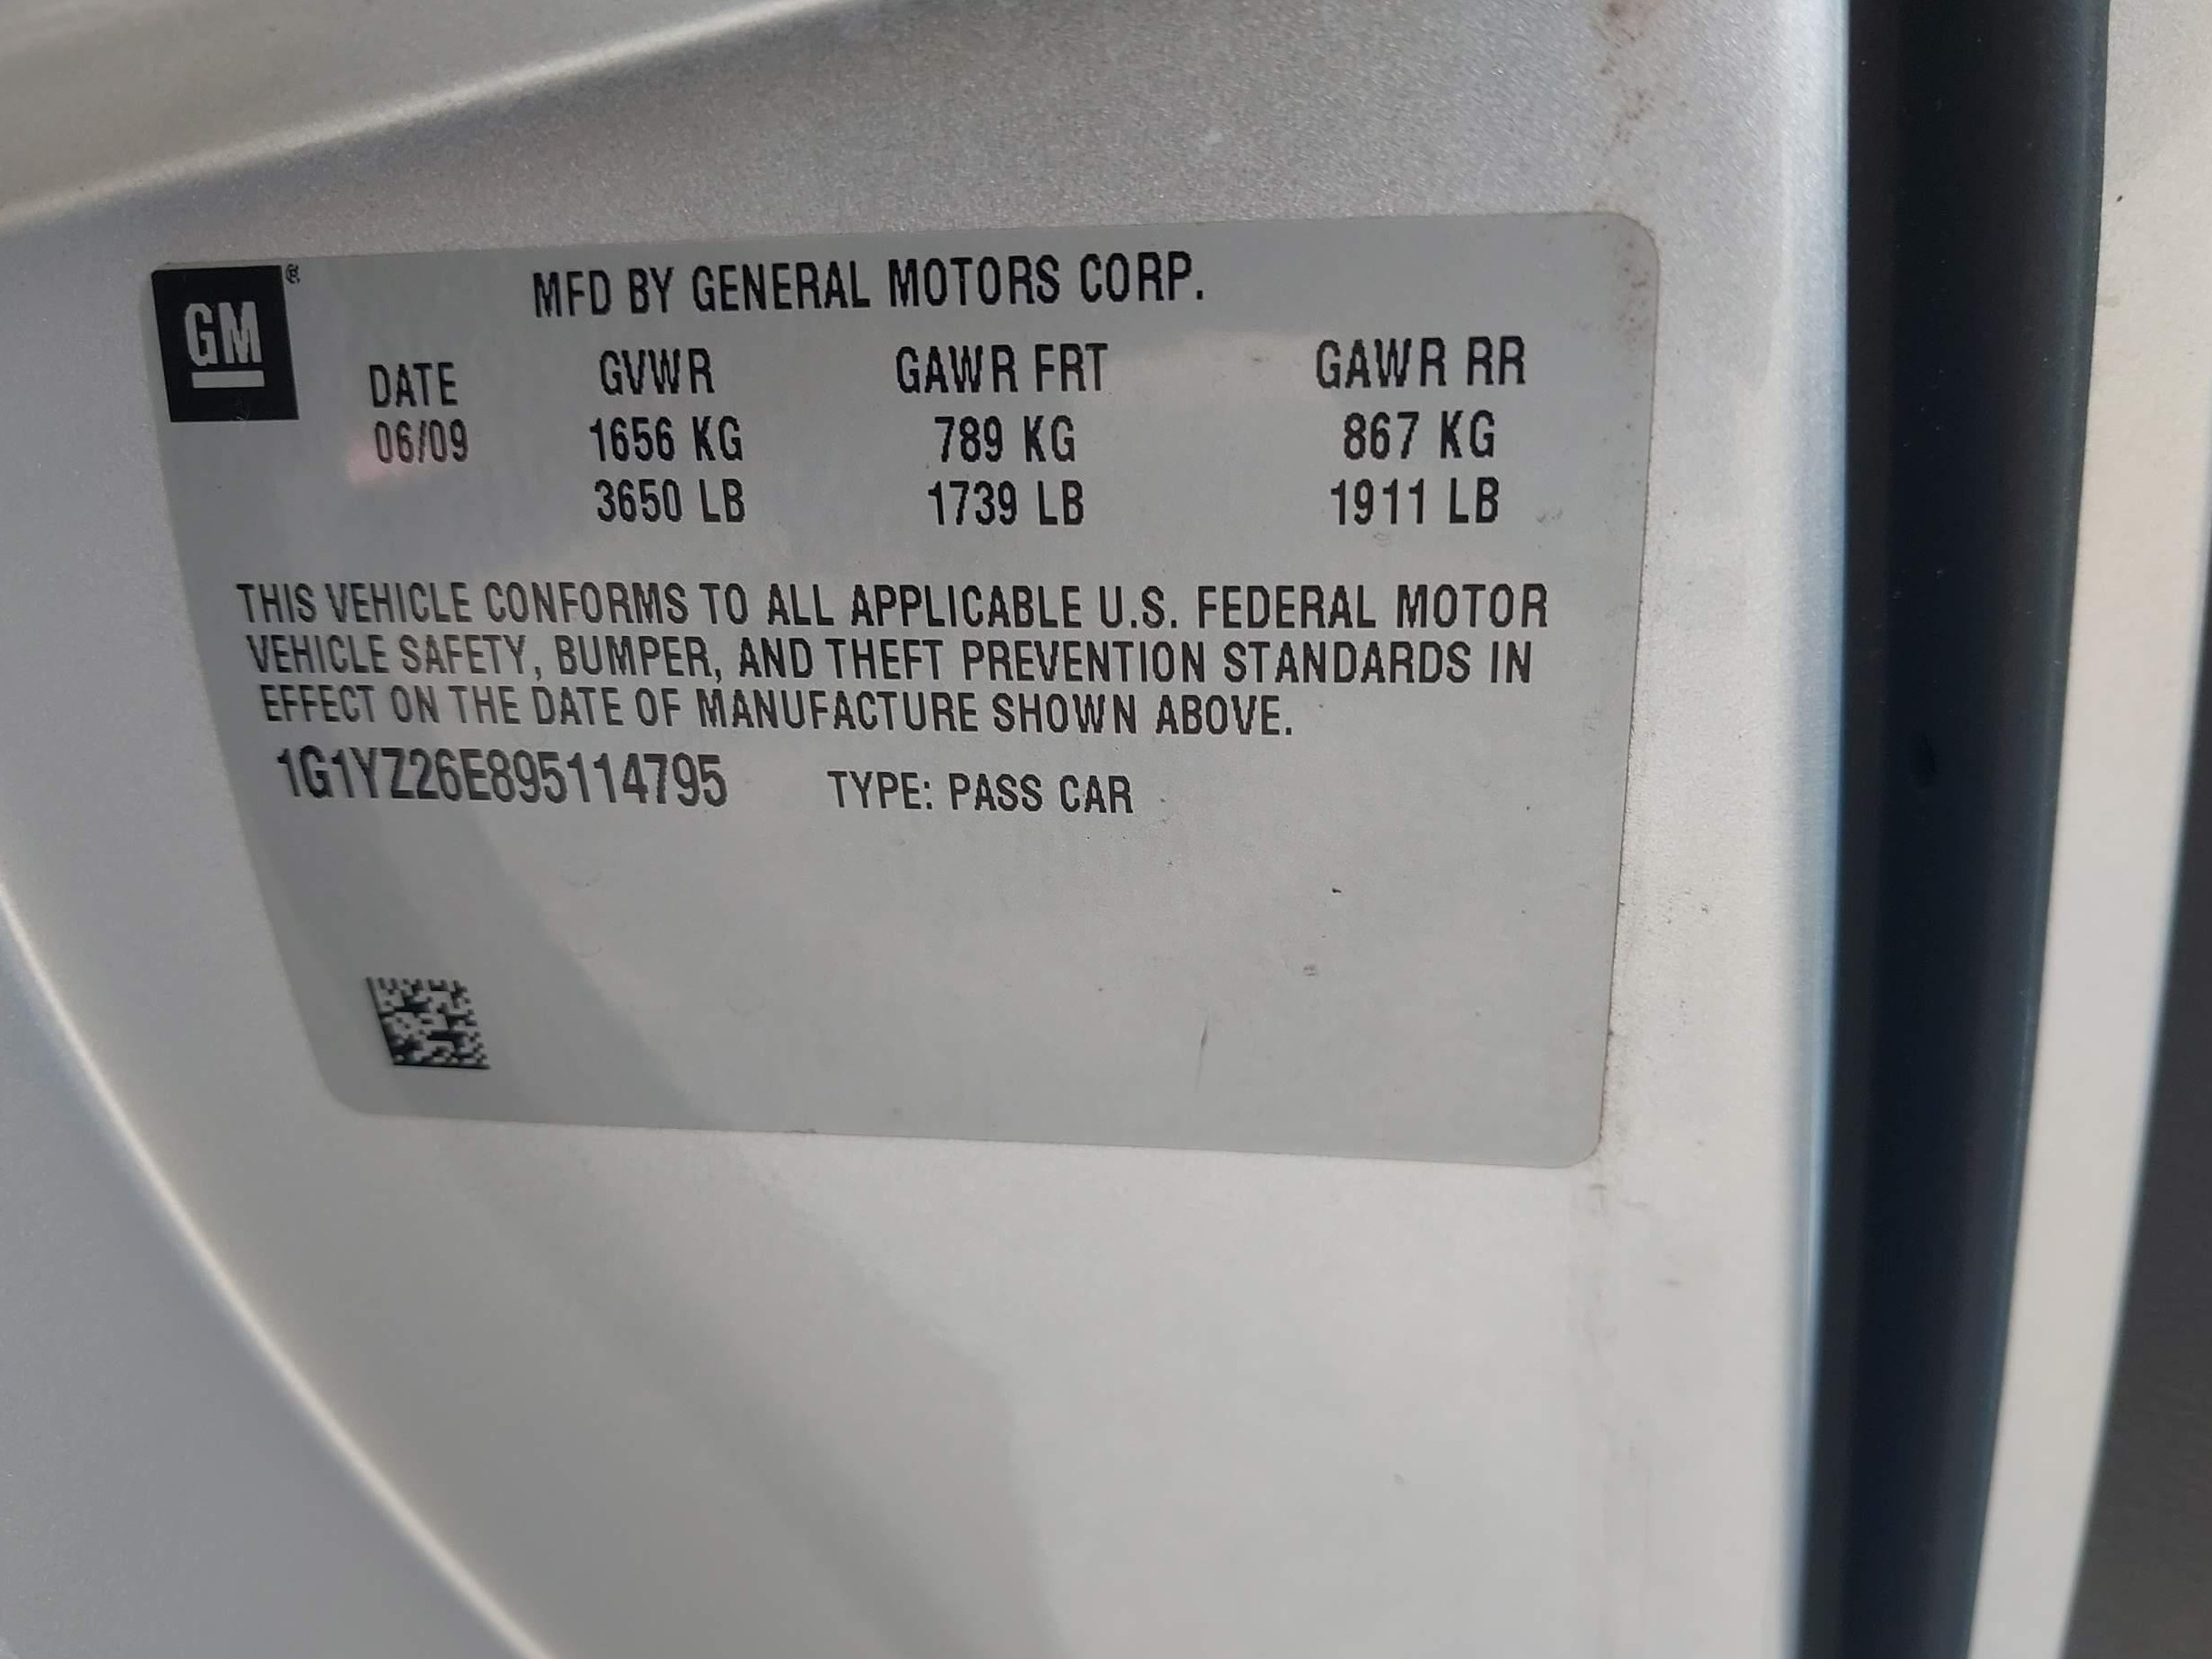 GM ®
MFD BY GENERAL MOTORS CORP.
DATE GVWR GAWR FRT GAWR RR
06/09 1656 KG 789 KG 867 KG
3650 LB 1739 LB 1911 LB
THIS VEHICLE CONFORMS TO ALL APPLICABLE U.S. FEDERAL MOTOR
VEHICLE SAFETY, BUMPER, AND THEFT PREVENTION STANDARDS IN
EFFECT ON THE DATE OF MANUFACTURE SHOWN ABOVE.
1G1YZ26E895114795 TYPE: PASS CAR